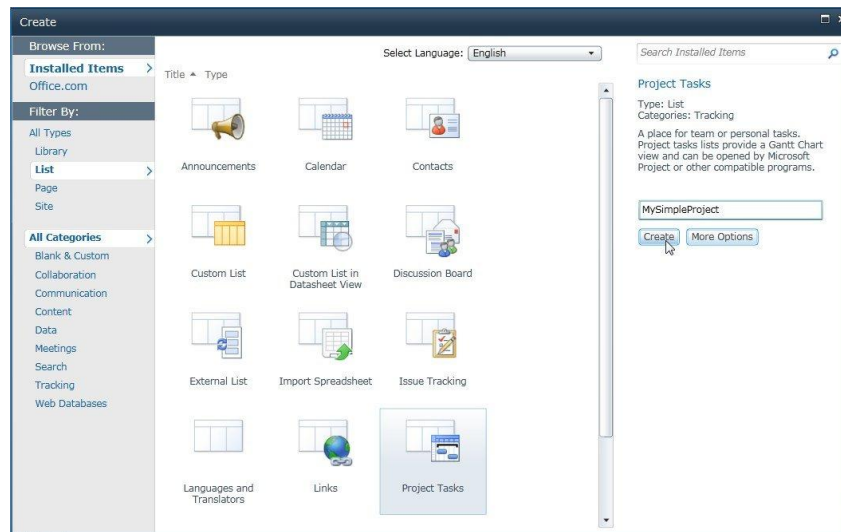 Create
Browse From:
Installed Items
Office.com
Filter By:
All Types
Library
List
Page
Site
All Categories
Blank & Custom
Collaboration
Communication
Content
Data
Meetings
Search
Tracking
Web Databases
Select Language: English
Title Type
Announcements
Calendar
Contacts
Custom List
Custom List in
Datasheet View
Discussion Board
External List
Import Spreadsheet
Issue Tracking
Languages and
Translators
Links
Project Tasks
Search Installed Items
Project Tasks
Type: List
Categories: Tracking
A place for team or personal tasks.
Project tasks lists provide a Gantt Chart
view and can be opened by Microsoft
Project or other compatible programs.
MySimpleProject
Create More Options